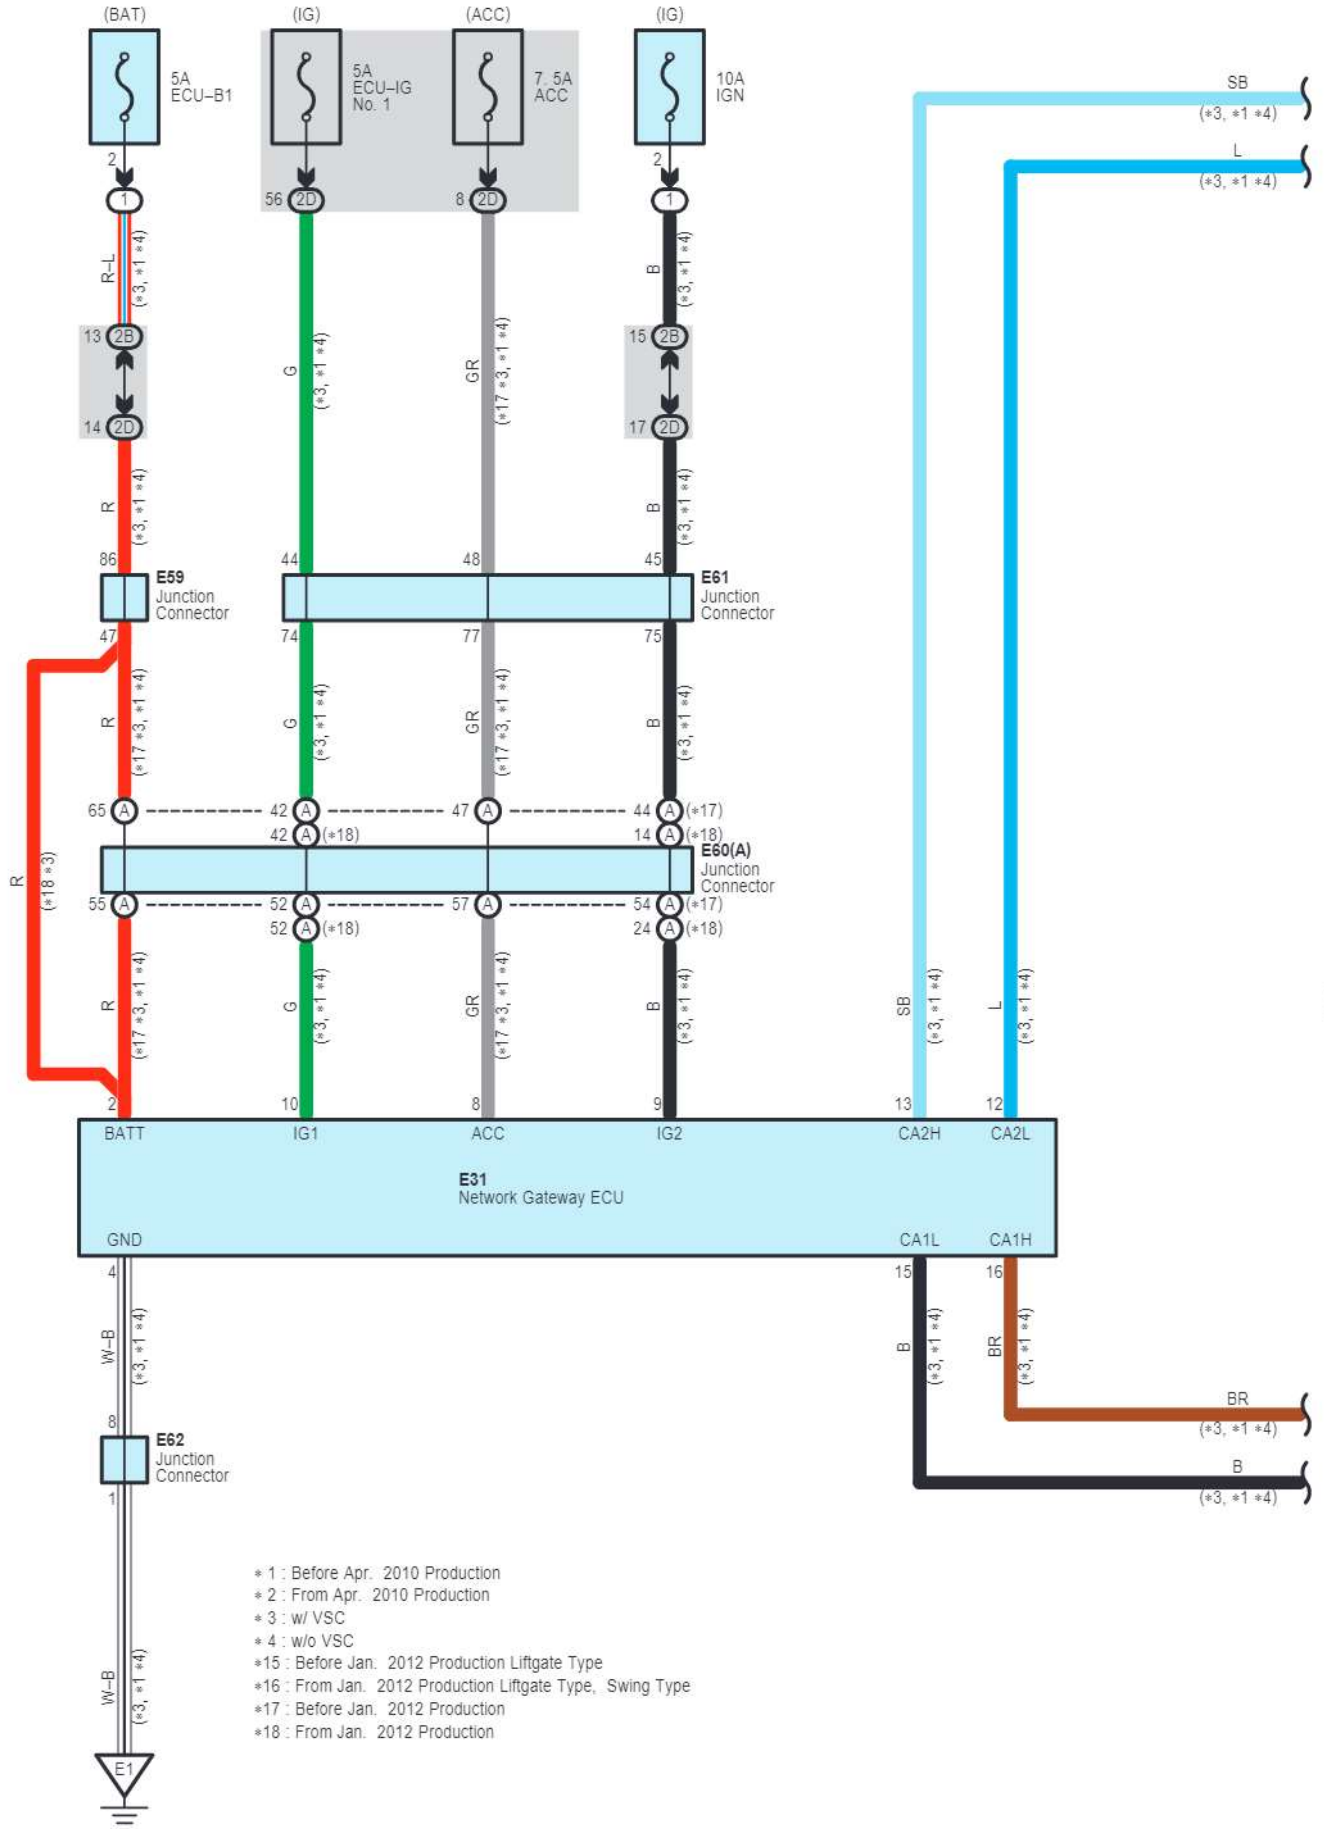 (BAT)
(IG)
(ACC)
(IG)
5A
ECU-B1
5A
ECU-IG
No. 1
7. 5A
ACC
10A
IGN
SB
(*3, *1 *4)
L
(*3, *1 *4)
2
1
56
2D
8
2D
2
1
R-L
(*3, *1 *4)
B
(*3, *1 *4)
13
2B
15
2B
G
(*3, *1 *4)
GR
(*17 *3, *1 *4)
14
2D
17
2D
R
(*3, *1 *4)
B
(*3, *1 *4)
86
44
48
45
E59
Junction
Connector
E61
Junction
Connector
47
74
77
75
R
(*17 *3, *1 *4)
G
(*3, *1 *4)
GR
(*17 *3, *1 *4)
B
(*3, *1 *4)
65
A
42
A
47
A
44
A
(*17)
42
A
(*18)
14
A
(*18)
E60(A)
Junction
Connector
R
(*18 *3)
55
A
52
A
57
A
54
A
(*17)
52
A
(*18)
24
A
(*18)
R
(*17 *3, *1 *4)
G
(*3, *1 *4)
GR
(*17 *3, *1 *4)
B
(*3, *1 *4)
SB
(*3, *1 *4)
L
(*3, *1 *4)
2
10
8
9
13
12
BATT
IG1
ACC
IG2
CA2H
CA2L
E31
Network Gateway ECU
GND
CA1L
CA1H
4
15
16
W-B
(*3, *1 *4)
B
(*3, *1 *4)
BR
(*3, *1 *4)
BR
(*3, *1 *4)
8
E62
Junction
Connector
B
(*3, *1 *4)
1
* 1 : Before Apr. 2010 Production
* 2 : From Apr. 2010 Production
* 3 : w/ VSC
* 4 : w/o VSC
*15 : Before Jan. 2012 Production Liftgate Type
*16 : From Jan. 2012 Production Liftgate Type, Swing Type
*17 : Before Jan. 2012 Production
*18 : From Jan. 2012 Production
W-B
(*3, *1 *4)
E1